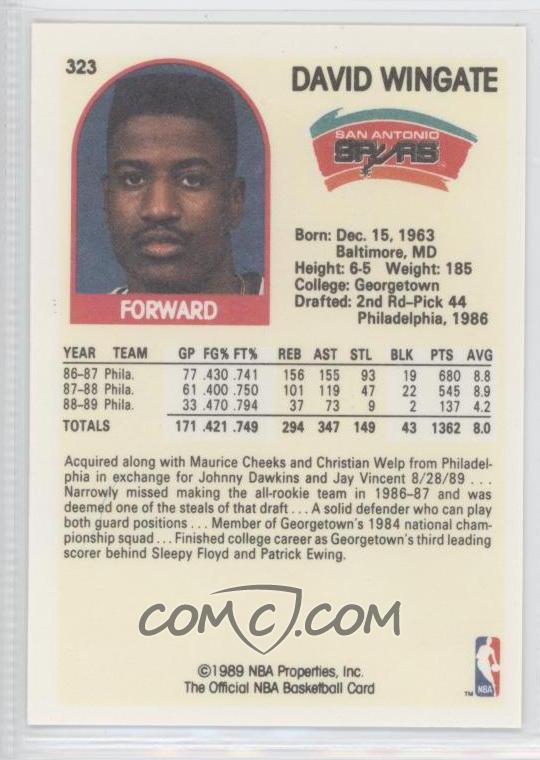 323
DAVID WINGATE
SAN ANTONIO
SPURS
Born: Dec. 15, 1963
Baltimore, MD
Height: 6-5 Weight: 185
College: Georgetown
Drafted: 2nd Rd–Pick 44
Philadelphia, 1986
FORWARD
YEAR TEAM GP FG% FT% REB AST STL BLK PTS AVG
86–87 Phila. 77 .430 .741 156 155 93 19 680 8.8
87–88 Phila. 61 .400 .750 101 119 47 22 545 8.9
88–89 Phila. 33 .470 .794 37 73 9 2 137 4.2
TOTALS 171 .421 .749 294 347 149 43 1362 8.0
Acquired along with Maurice Cheeks and Christian Welp from Philadel-
phia in exchange for Johnny Dawkins and Jay Vincent 8/28/89 . . .
Narrowly missed making the all-rookie team in 1986–87 and was
deemed one of the steals of that draft . . . A solid defender who can play
both guard positions . . . Member of Georgetown's 1984 national cham-
pionship squad . . . Finished college career as Georgetown's third leading
scorer behind Sleepy Floyd and Patrick Ewing.
COMC.COM
©1989 NBA Properties, Inc.
The Official NBA Basketball Card
TM NBA